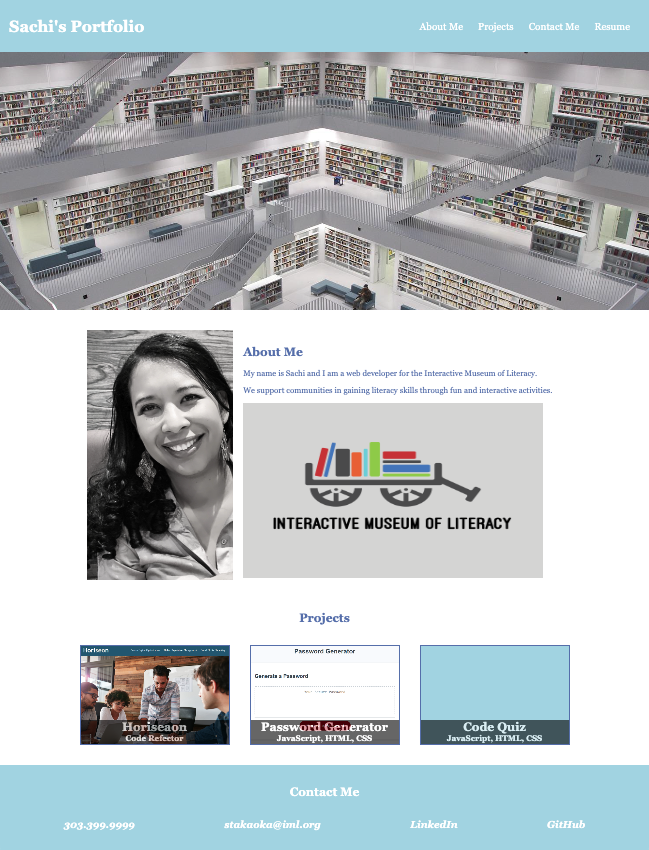 Sachi's Portfolio
About Me Projects Contact Me Resume
7
About Me
My name is Sachi and I am a web developer for the Interactive Museum of Literacy.
We support communities in gaining literacy skills through fun and interactive activities.
INTERACTIVE MUSEUM OF LITERACY
Projects
Horiseon
Horiseaon
Code Refector
Password Generator
Generate a Password
Password Generator
JavaScript, HTML, CSS
Code Quiz
JavaScript, HTML, CSS
Contact Me
303.399.9999 stakaoka@iml.org LinkedIn GitHub